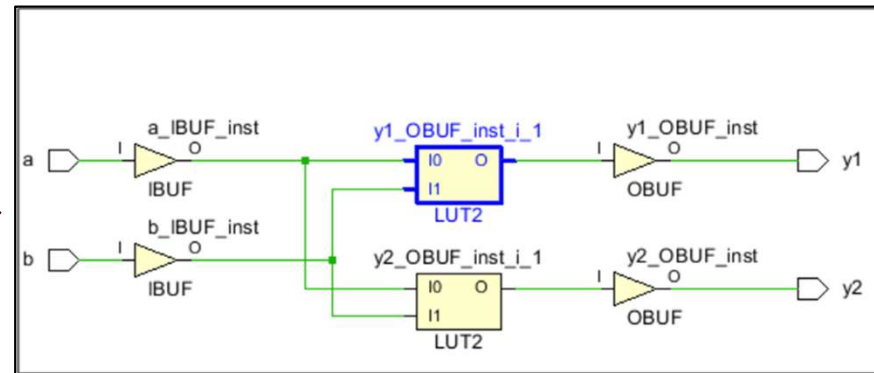 a_IBUF_inst
y1_OBUF_inst_i_1
y1_OBUF_inst
a
I
O
I0
O
I
O
y1
IBUF
I1
OBUF
LUT2
b_IBUF_inst
y2_OBUF_inst_i_1
y2_OBUF_inst
b
I
O
I0
O
I
O
y2
IBUF
I1
OBUF
LUT2